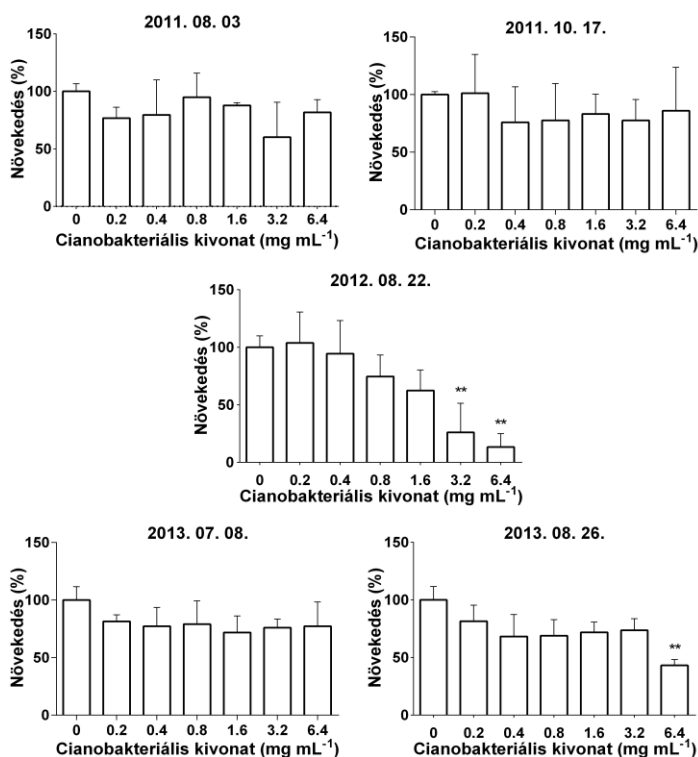 2011. 08. 03
Növekedés (%)
150
100
50
0
0 0.2 0.4 0.8 1.6 3.2 6.4
Cianobakteriális kivonat (mg mL-1)
2011. 10. 17.
Növekedés (%)
150
100
50
0
0 0.2 0.4 0.8 1.6 3.2 6.4
Cianobakteriális kivonat (mg mL-1)
2012. 08. 22.
Növekedés (%)
150
100
50
0
** **
0 0.2 0.4 0.8 1.6 3.2 6.4
Cianobakteriális kivonat (mg mL-1)
2013. 07. 08.
Növekedés (%)
150
100
50
0
0 0.2 0.4 0.8 1.6 3.2 6.4
Cianobakteriális kivonat (mg mL-1)
2013. 08. 26.
Növekedés (%)
150
100
50
0
**
0 0.2 0.4 0.8 1.6 3.2 6.4
Cianobakteriális kivonat (mg mL-1)